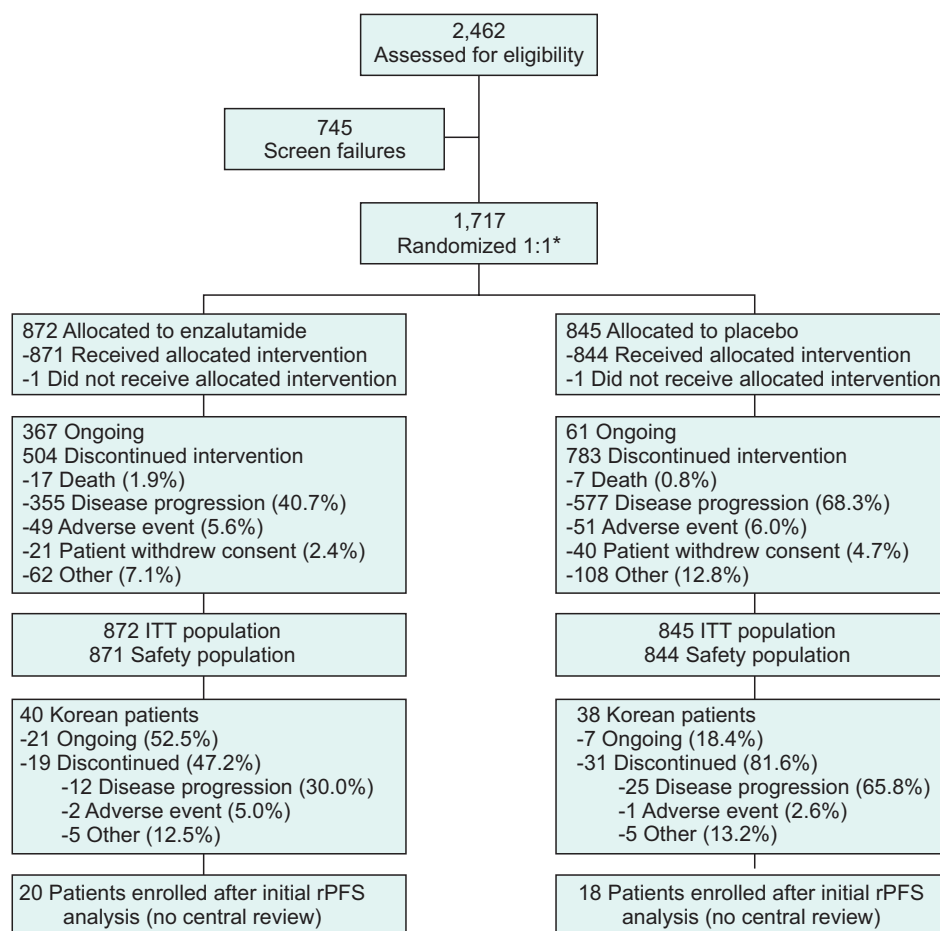 2,462
Assessed for eligibility
745
Screen failures
1,717
Randomized 1:1*
872 Allocated to enzalutamide
-871 Received allocated intervention
-1 Did not receive allocated intervention
845 Allocated to placebo
-844 Received allocated intervention
-1 Did not receive allocated intervention
367 Ongoing
504 Discontinued intervention
-17 Death (1.9%)
-355 Disease progression (40.7%)
-49 Adverse event (5.6%)
-21 Patient withdrew consent (2.4%)
-62 Other (7.1%)
61 Ongoing
783 Discontinued intervention
-7 Death (0.8%)
-577 Disease progression (68.3%)
-51 Adverse event (6.0%)
-40 Patient withdrew consent (4.7%)
-108 Other (12.8%)
872 ITT population
871 Safety population
845 ITT population
844 Safety population
40 Korean patients
-21 Ongoing (52.5%)
-19 Discontinued (47.2%)
-12 Disease progression (30.0%)
-2 Adverse event (5.0%)
-5 Other (12.5%)
38 Korean patients
-7 Ongoing (18.4%)
-31 Discontinued (81.6%)
-25 Disease progression (65.8%)
-1 Adverse event (2.6%)
-5 Other (13.2%)
20 Patients enrolled after initial rPFS
analysis (no central review)
18 Patients enrolled after initial rPFS
analysis (no central review)